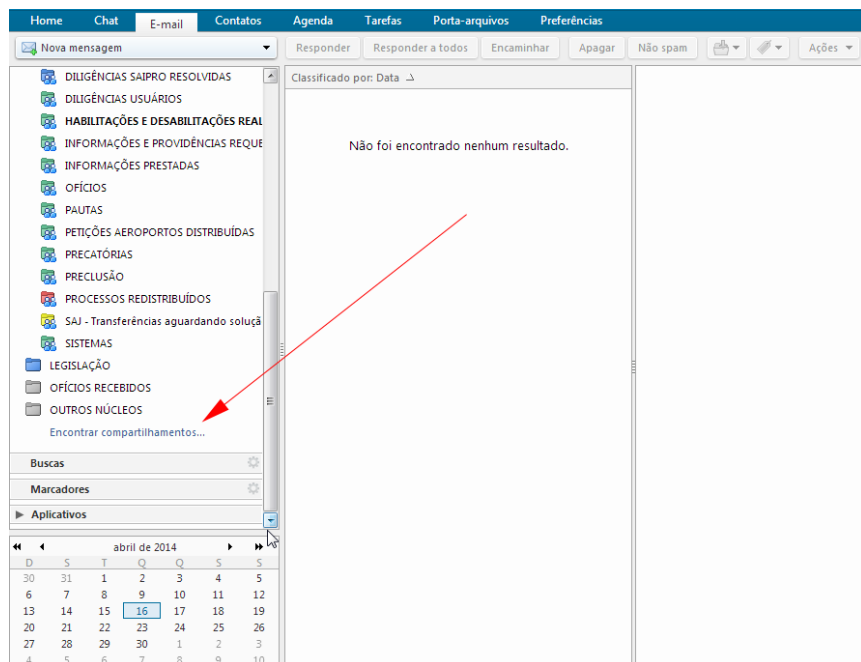 Home Chat E-mail Contatos Agenda Tarefas Porta-arquivos Preferências
Nova mensagem Responder Responder a todos Encaminhar Apagar Não spam Ações
DILIGÊNCIAS SAIPRO RESOLVIDAS
DILIGÊNCIAS USUÁRIOS
HABILITAÇÕES E DESABILITAÇÕES REAL
INFORMAÇÕES E PROVIDÊNCIAS REQUE
INFORMAÇÕES PRESTADAS
OFÍCIOS
PAUTAS
PETIÇÕES AEROPORTOS DISTRIBUÍDAS
PRECATÓRIAS
PRECLUSÃO
PROCESSOS REDISTRIBUÍDOS
SAJ - Transferências aguardando soluçã
SISTEMAS
LEGISLAÇÃO
OFÍCIOS RECEBIDOS
OUTROS NÚCLEOS
Encontrar compartilhamentos...
Buscas
Marcadores
Aplicativos
abril de 2014
D S T Q Q S S
30 31 1 2 3 4 5
6 7 8 9 10 11 12
13 14 15 16 17 18 19
20 21 22 23 24 25 26
27 28 29 30 1 2 3
4 5 6 7 8 9 10
Classificado por: Data
Não foi encontrado nenhum resultado.